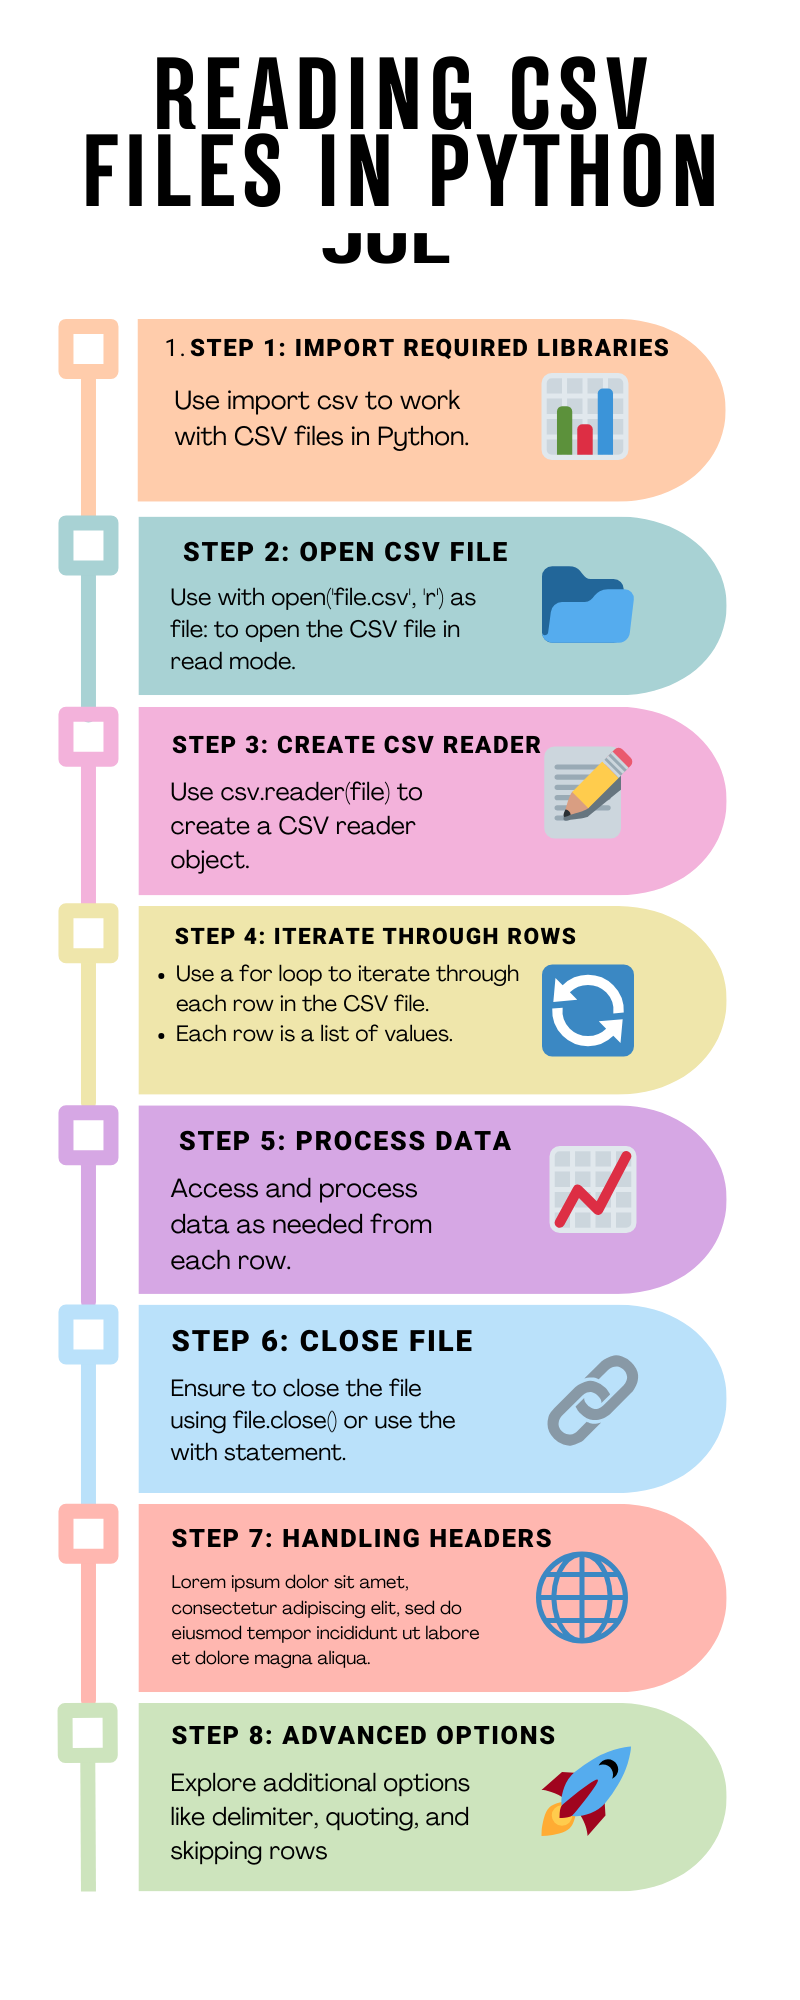 READING CSV
FILES IN PYTHON
JUL
1. STEP 1: IMPORT REQUIRED LIBRARIES
Use import csv to work
with CSV files in Python.
STEP 2: OPEN CSV FILE
Use with open('file.csv', 'r') as
file: to open the CSV file in
read mode.
STEP 3: CREATE CSV READER
Use csv.reader(file) to
create a CSV reader
object.
STEP 4: ITERATE THROUGH ROWS
• Use a for loop to iterate through
each row in the CSV file.
• Each row is a list of values.
STEP 5: PROCESS DATA
Access and process
data as needed from
each row.
STEP 6: CLOSE FILE
Ensure to close the file
using file.close() or use the
with statement.
STEP 7: HANDLING HEADERS
Lorem ipsum dolor sit amet,
consectetur adipiscing elit, sed do
eiusmod tempor incididunt ut labore
et dolore magna aliqua.
STEP 8: ADVANCED OPTIONS
Explore additional options
like delimiter, quoting, and
skipping rows